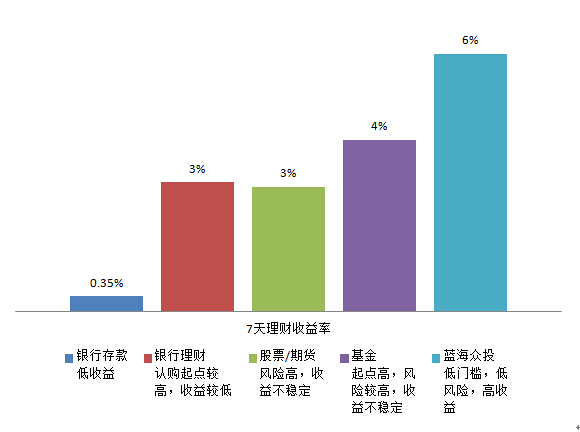 6%
4%
3%
3%
0.35%
7天理财收益率
银行存款
低收益
银行理财
认购起点较
高，收益较低
股票/期货
风险高，收
益不稳定
基金
起点高，风
险较高，收
益不稳定
蓝海众投
低门槛，低
风险，高收
益